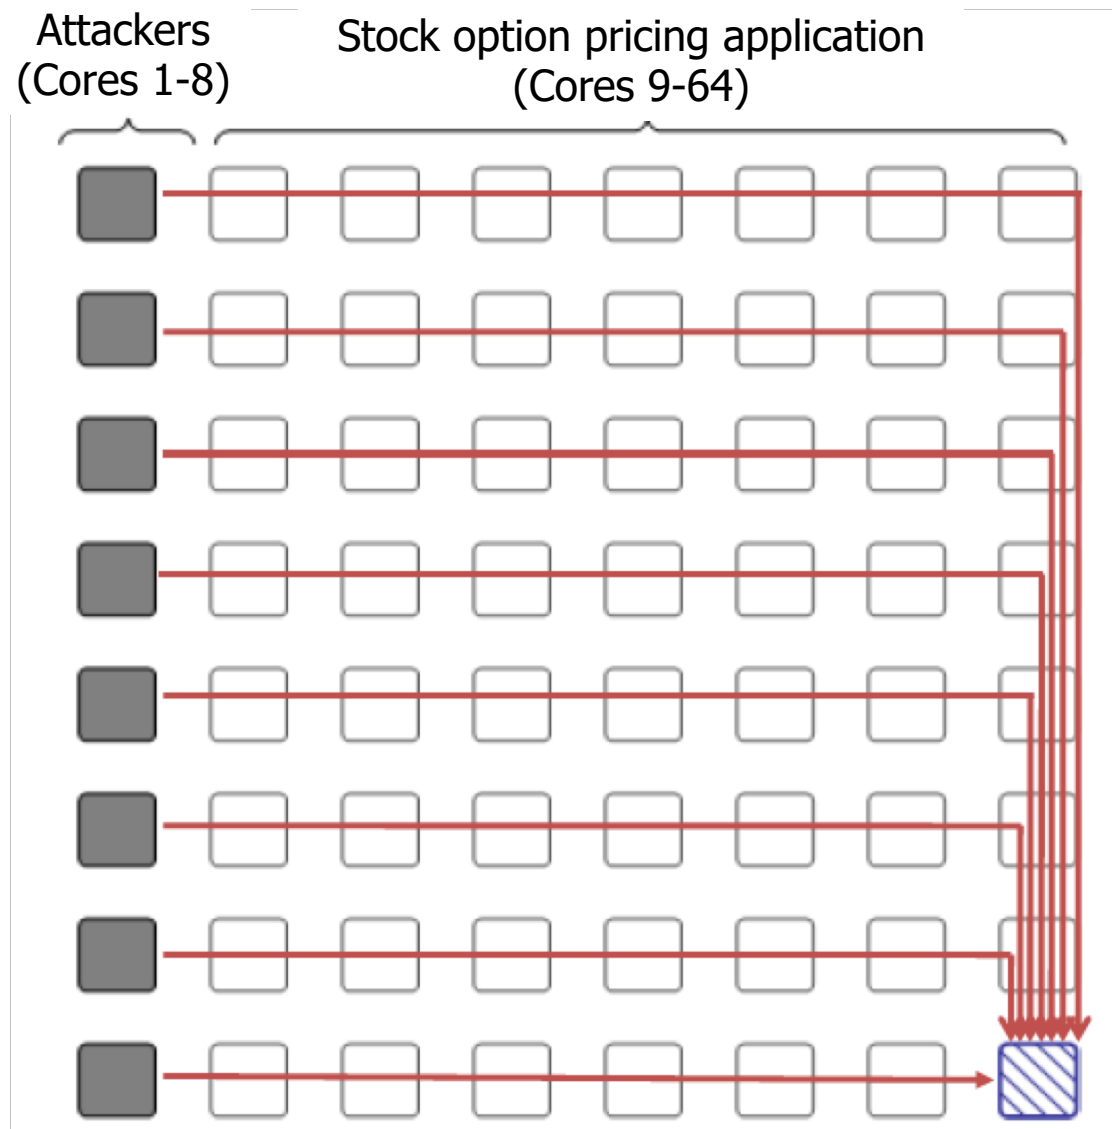 Attackers
(Cores 1-8)
Stock option pricing application
(Cores 9-64)